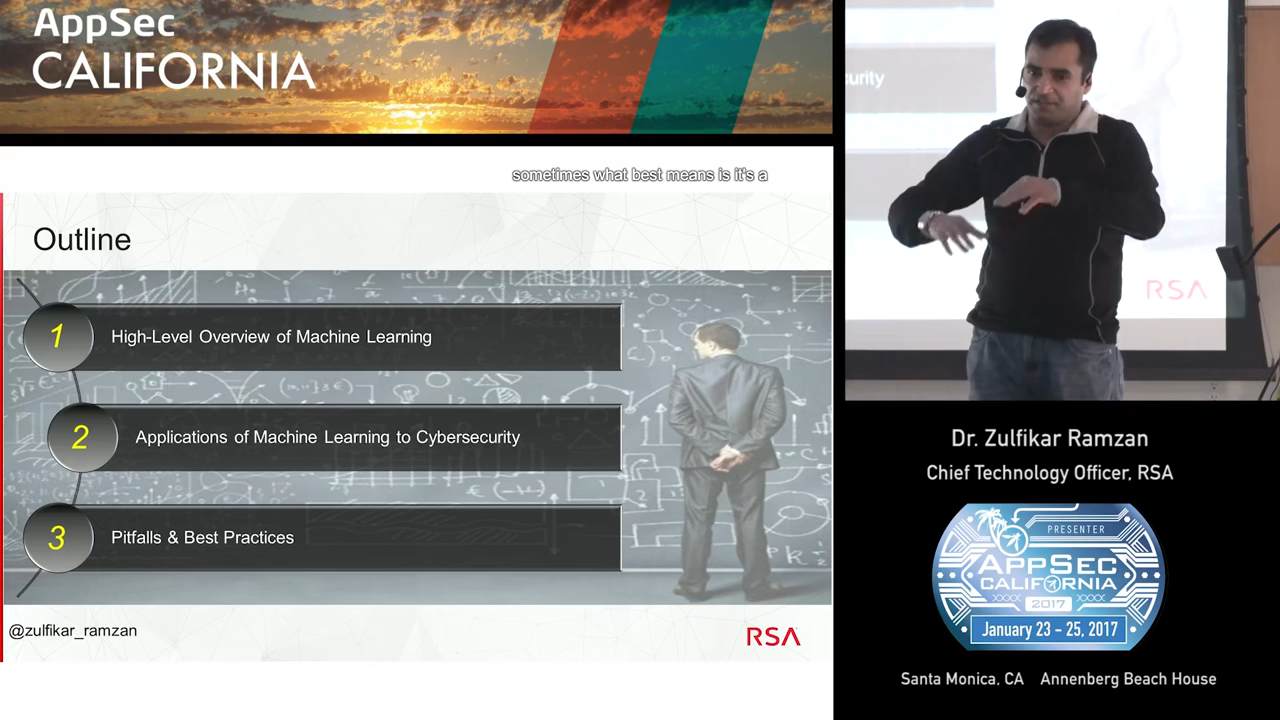 AppSec
CALIFORNIA
sometimes what best means is it's a
Outline
1
High-Level Overview of Machine Learning
2
Applications of Machine Learning to Cybersecurity
3
Pitfalls & Best Practices
@zulfikar_ramzan
RSA
urity
RSA
Dr. Zulfikar Ramzan
Chief Technology Officer, RSA
PRESENTER
APPSEC
CALIFORNIA
2017
January 23 - 25, 2017
Santa Monica, CA Annenberg Beach House